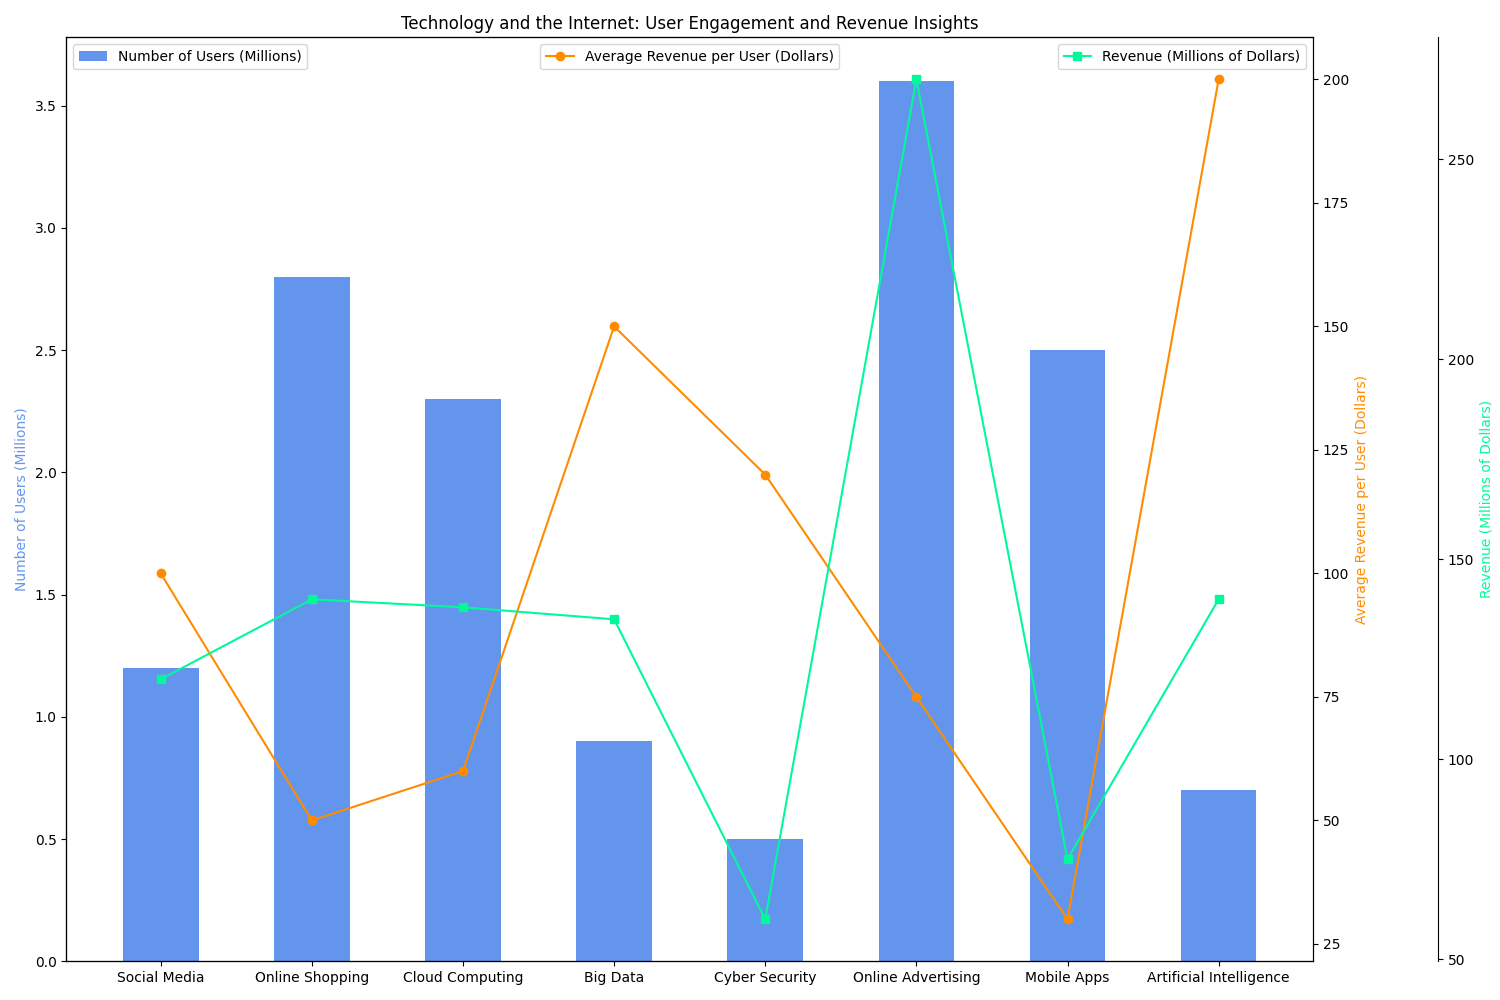 Technology and the Internet: User Engagement and Revenue Insights
Number of Users (Millions)
Average Revenue per User (Dollars)
Revenue (Millions of Dollars)
Number of Users (Millions)
3.5
3.0
2.5
2.0
1.5
1.0
0.5
0.0
Social Media
Online Shopping
Cloud Computing
Big Data
Cyber Security
Online Advertising
Mobile Apps
Artificial Intelligence
200
175
150
125
100
75
50
25
Average Revenue per User (Dollars)
250
200
150
100
50
Revenue (Millions of Dollars)